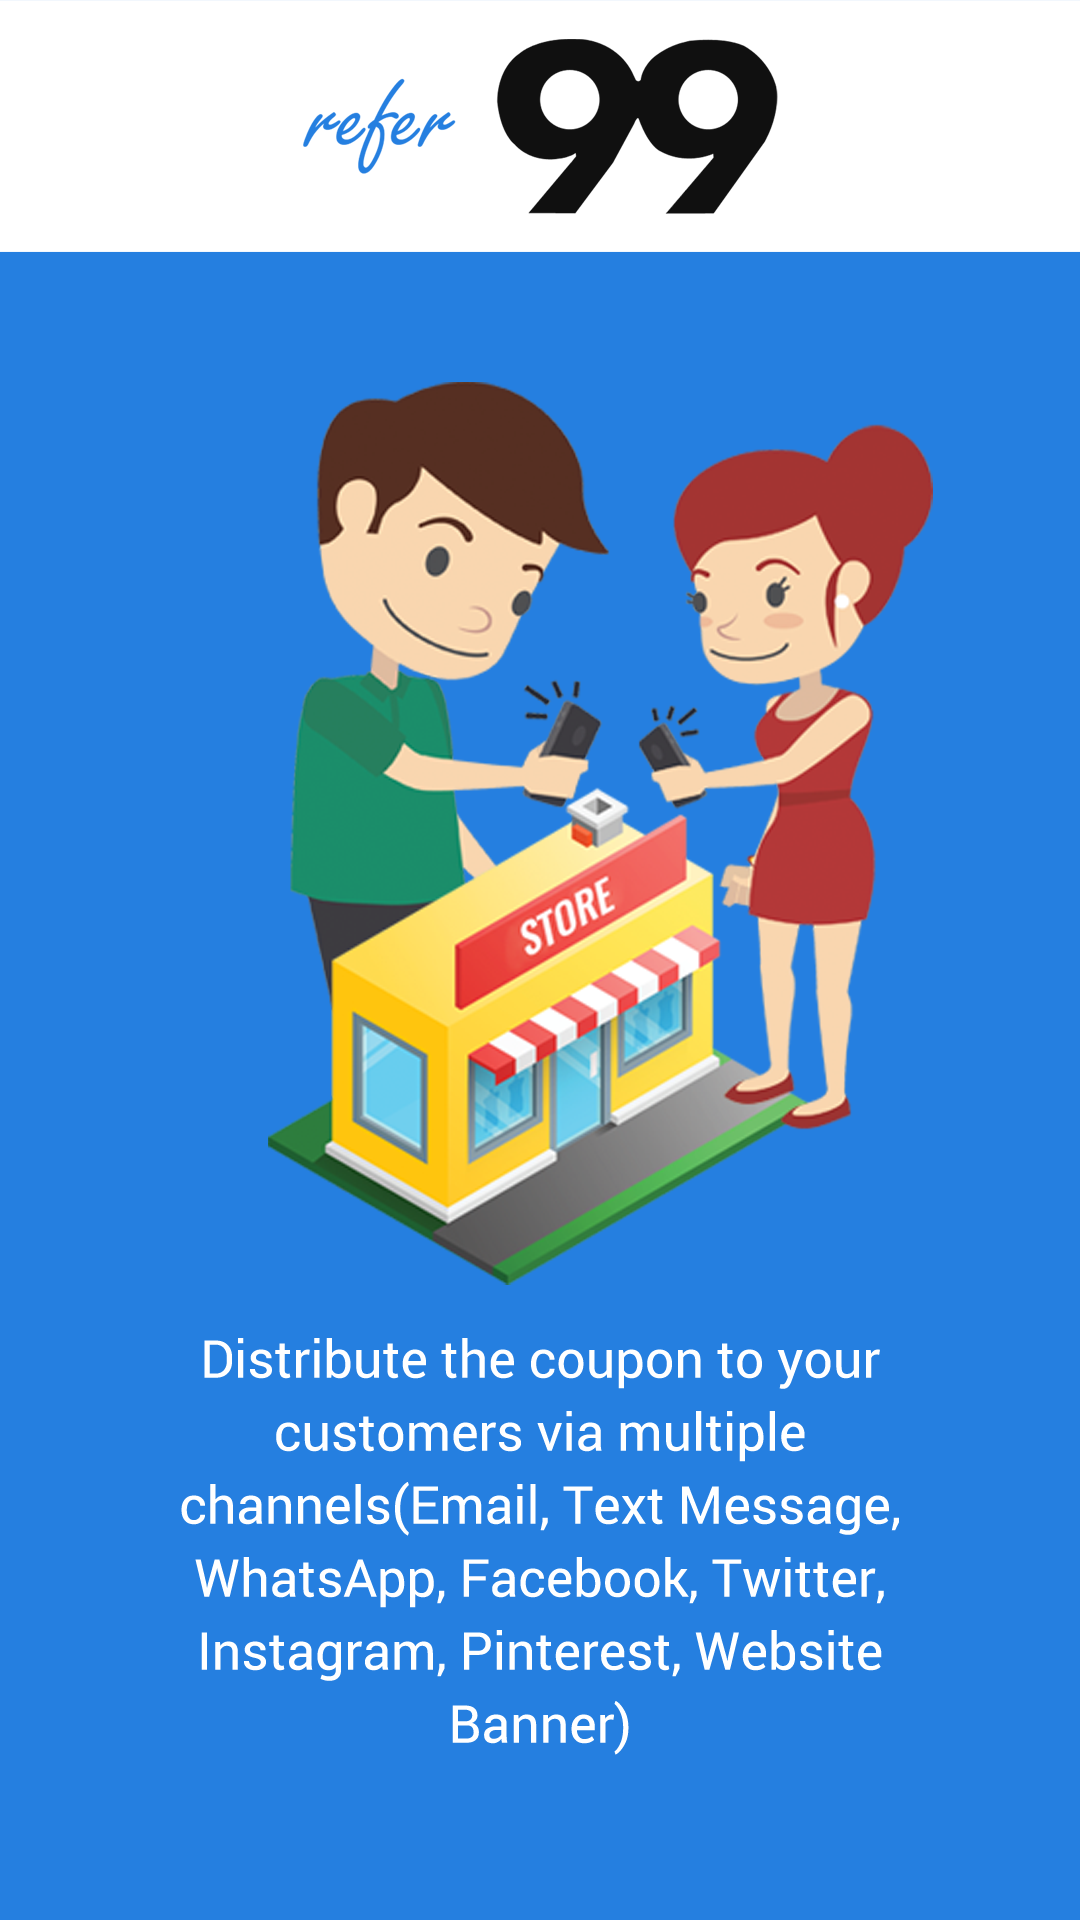 refer 99
STORE
Distribute the coupon to your
customers via multiple
channels(Email, Text Message,
WhatsApp, Facebook, Twitter,
Instagram, Pinterest, Website
Banner)